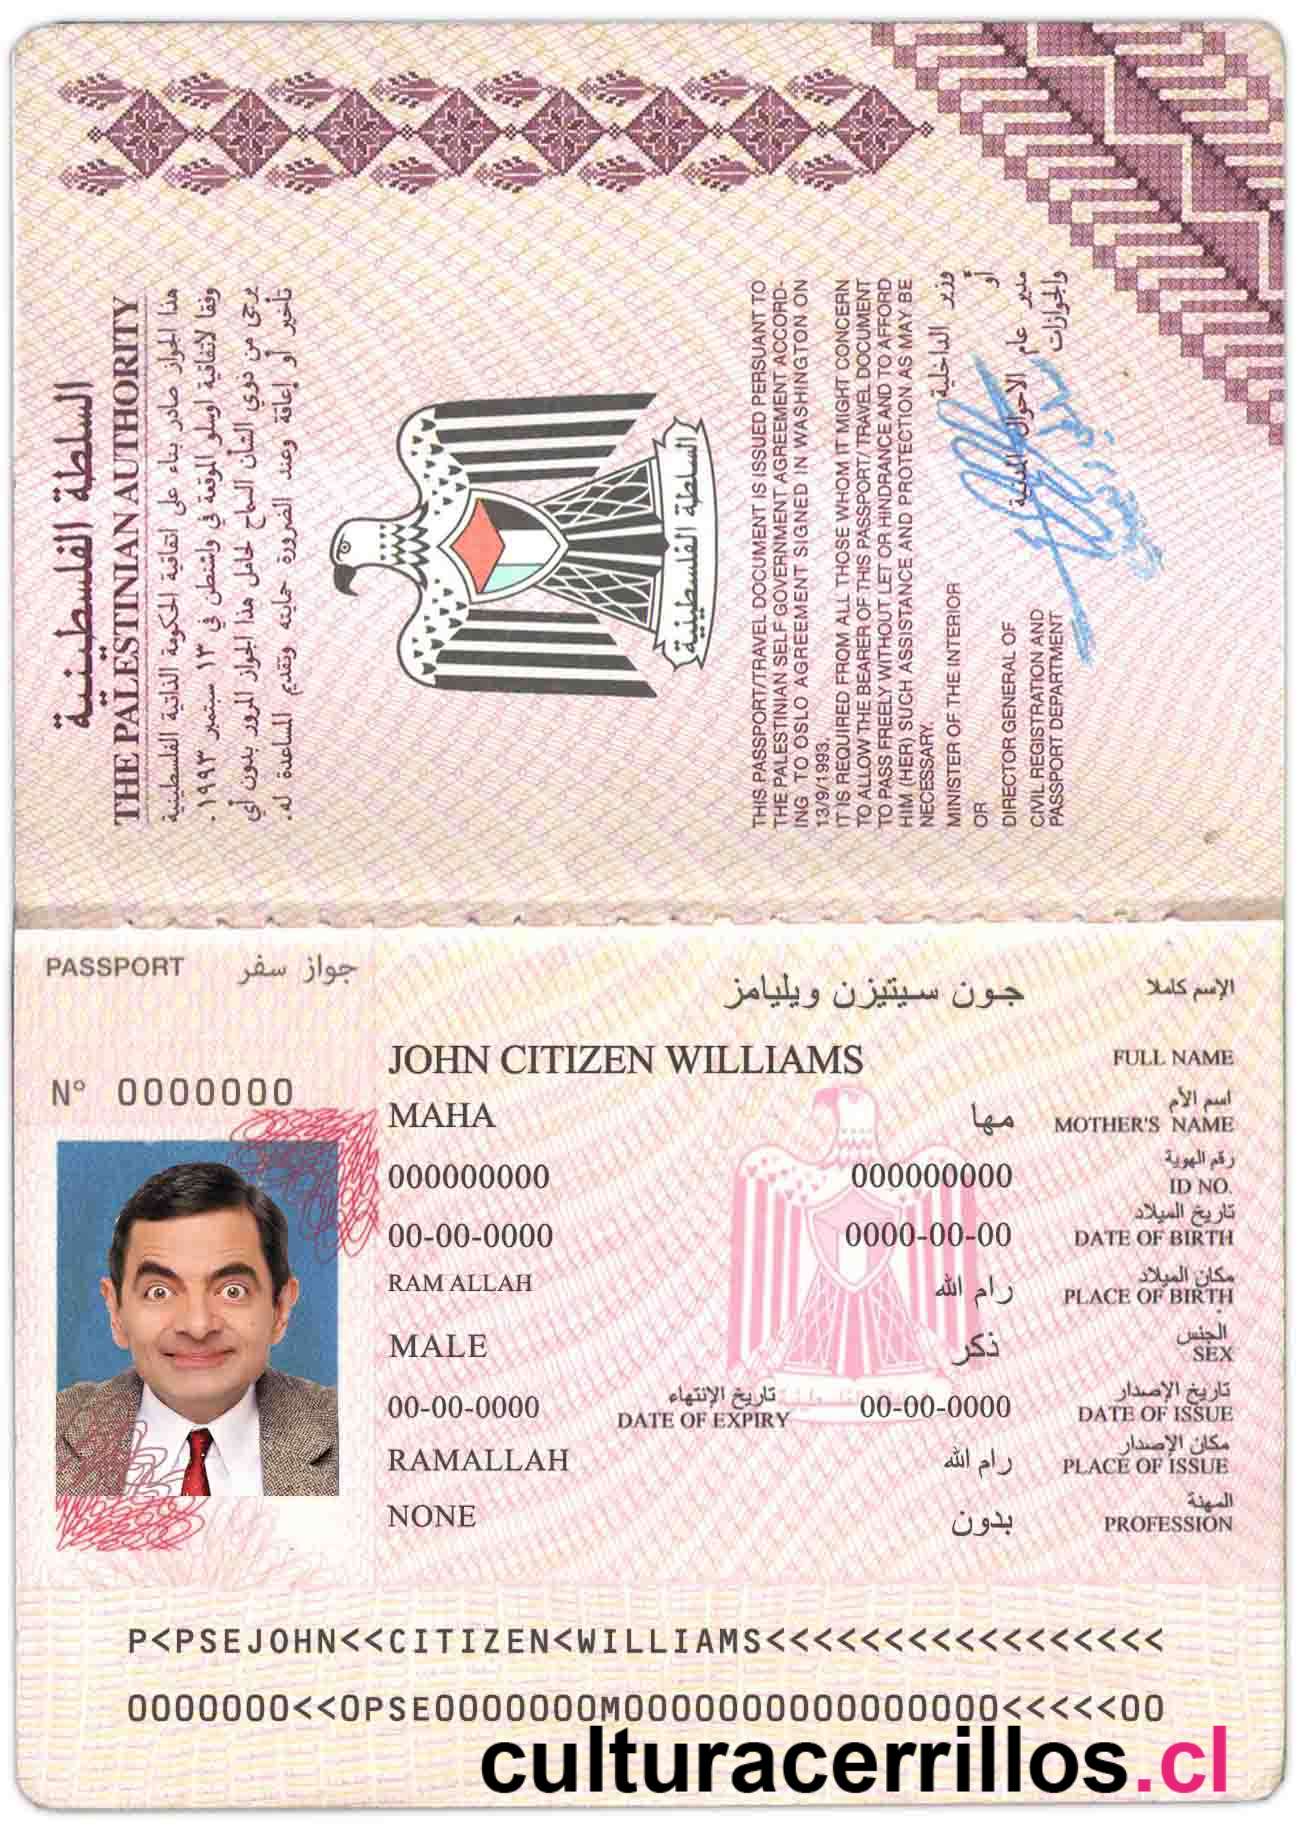 السلطة الفلسطينية
THE PALESTINIAN AUTHORITY
هذا الجواز صادر بناء على اتفاقية الحكومة الذاتية الفلسطينية
وفقا لاتفاقية اوسلو الموقعة في واشنطن في ١٣ سبتمبر ١٩٩٣.
يرجى من ذوي الشأن السماح لحامل هذا الجواز المرور بدون أي
تأخير أو إعاقة وعند الضرورة حمايته وتقديم المساعدة له.
السلطة الفلسطينية
THIS PASSPORT/TRAVEL DOCUMENT IS ISSUED PERSUANT TO
THE PALESTINIAN SELF GOVERNMENT AGREEMENT ACCORD-
ING TO OSLO AGREEMENT SIGNED IN WASHINGTON ON
13/9/1993.
IT IS REQUIRED FROM ALL THOSE WHOM IT MIGHT CONCERN
TO ALLOW THE BEARER OF THIS PASSPORT/ TRAVEL DOCUMENT
TO PASS FREELY WITHOUT LET OR HINDRANCE AND TO AFFORD
HIM (HER) SUCH ASSISTANCE AND PROTECTION AS MAY BE
NECESSARY.
MINISTER OF THE INTERIOR وزير الداخلية
OR أو
DIRECTOR GENERAL OF مدير عام الاحوال المدنية
CIVIL REGISTRATION AND والجوازات
PASSPORT DEPARTMENT
PASSPORT جواز سفر
جون سيتيزن ويليامز الإسم كاملا
JOHN CITIZEN WILLIAMS FULL NAME
N° 0000000
اسم الأم
MAHA مها MOTHER'S NAME
رقم الهوية
000000000 000000000 ID NO.
تاريخ الميلاد
00-00-0000 0000-00-00 DATE OF BIRTH
مكان الميلاد
RAM ALLAH رام الله PLACE OF BIRTH
الجنس
MALE ذكر SEX
تاريخ الإنتهاء تاريخ الإصدار
00-00-0000 DATE OF EXPIRY 00-00-0000 DATE OF ISSUE
مكان الإصدار
RAMALLAH رام الله PLACE OF ISSUE
المهنة
NONE بدون PROFESSION
P<PSEJOHN<<CITIZEN<WILLIAMS<<<<<<<<<<<<<<<<<
0000000<<0PSE0000000M0000000000000000<<<<<00
culturacerrillos.cl